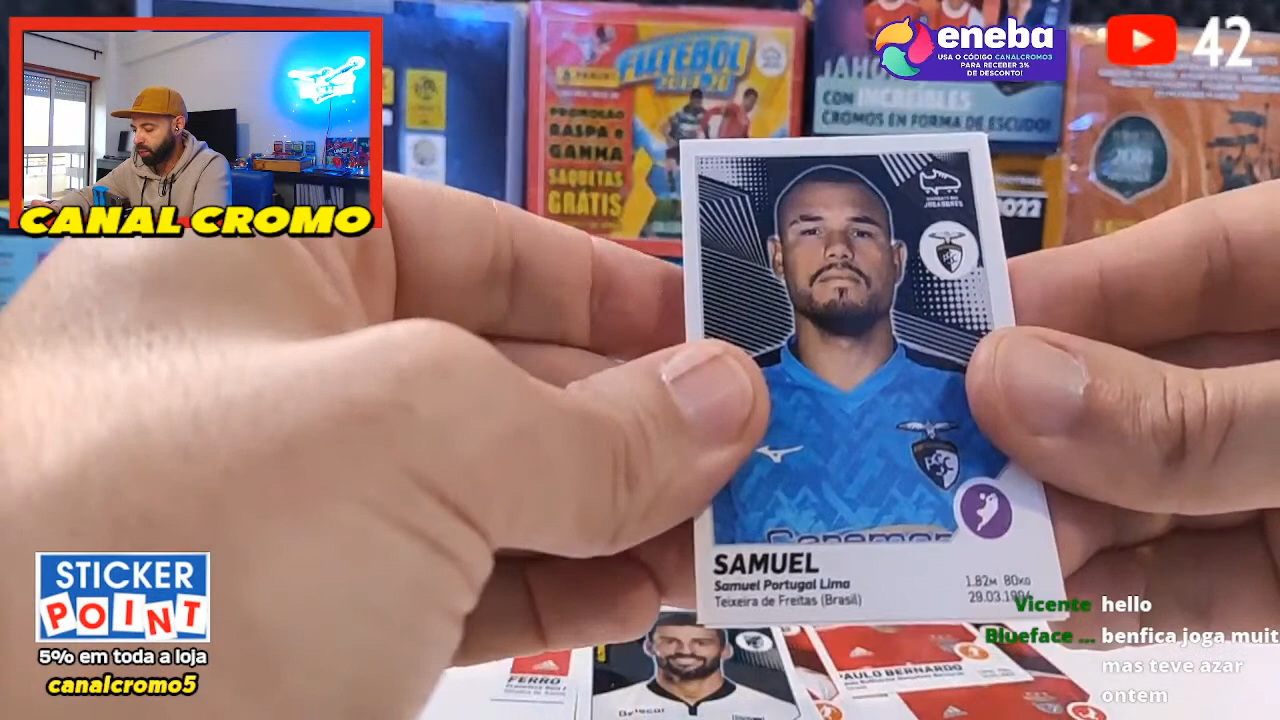 CANAL CROMO
PANINI
FUTEBOL
PROMOÇÃO
RASPA e
GANHA
SAQUETAS
GRÁTIS
CON INCREÍBLES
CROMOS EN FORMA DE ESCUDO!
2022
eneba
USA O CÓDIGO CANALCROMO3
PARA RECEBER 3%
DE DESCONTO!
42
SAMUEL
Samuel Portugal Lima
Teixeira de Freitas (Brasil)
1.82M 80KG
29.03.1994
STICKER
POINT
5% em toda a loja
canalcromo5
FERRO
PAULO BERNARDO
Vicente hello
Blueface ... benfica joga muit
mas teve azar
ontem